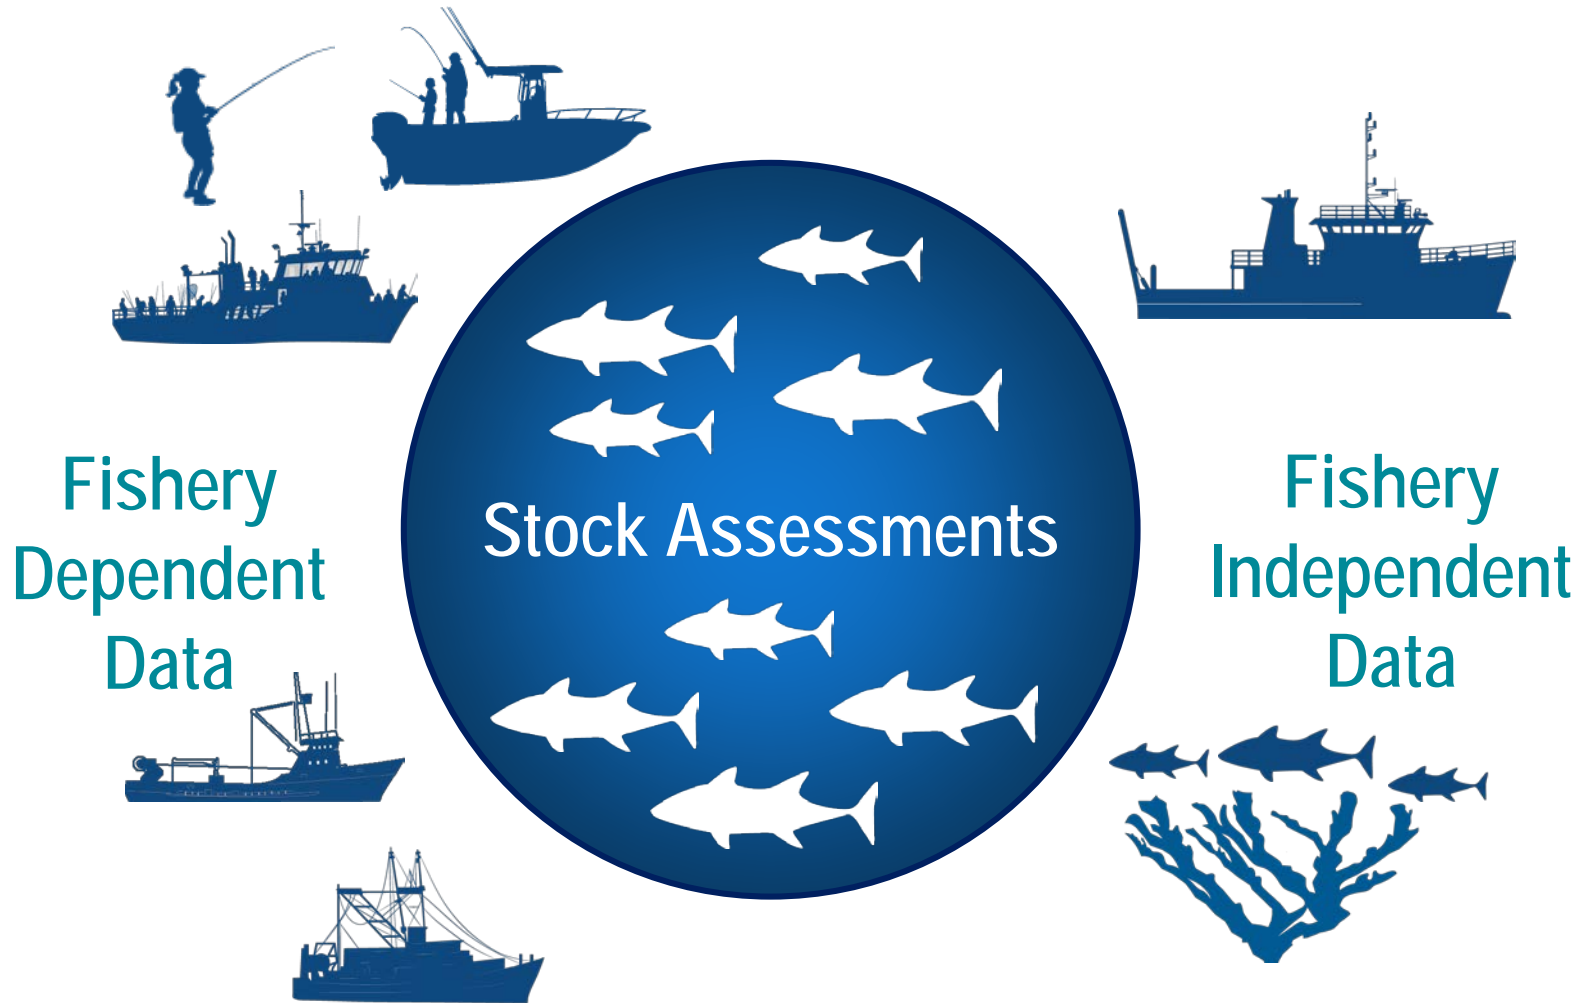 Fishery
Dependent
Data
Stock Assessments
Fishery
Independent
Data